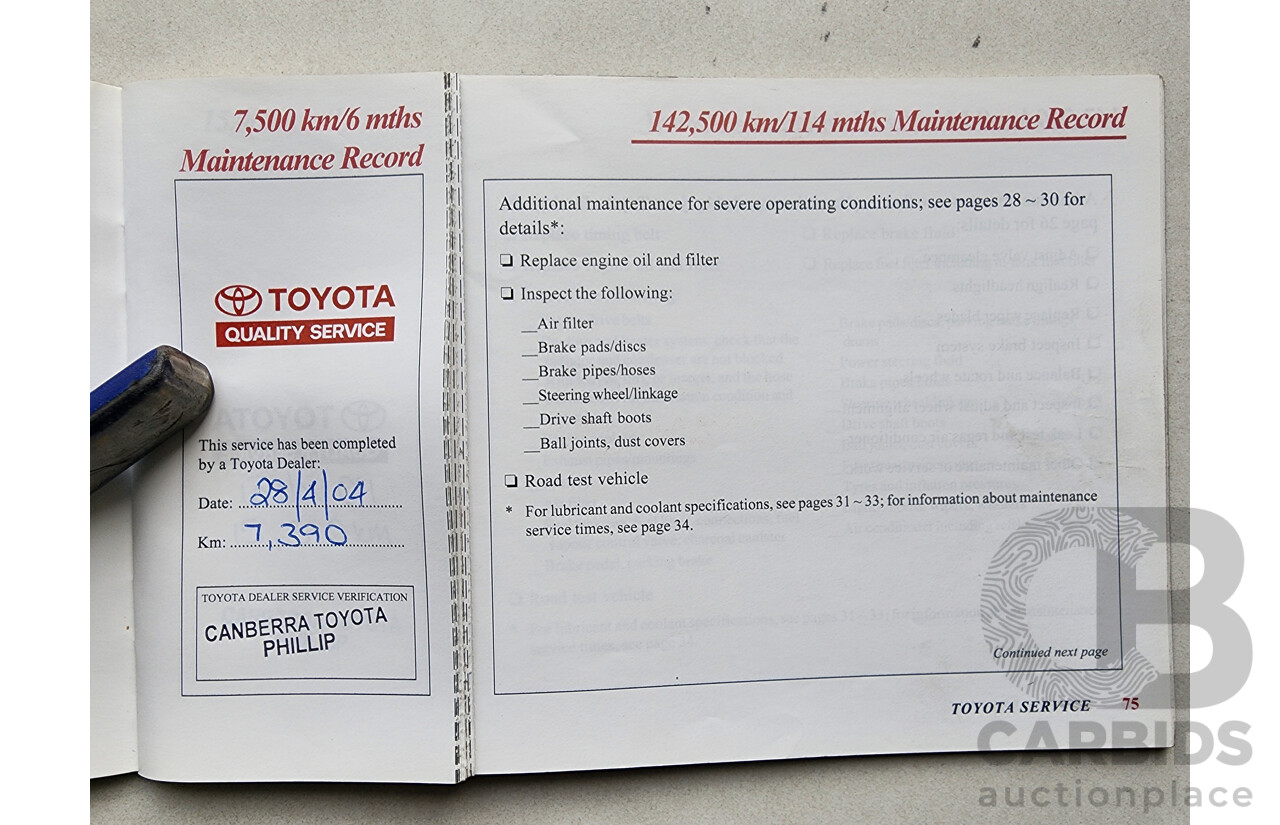 7,500 km/6 mths
Maintenance Record
TOYOTA
QUALITY SERVICE
This service has been completed
by a Toyota Dealer:
Date: 28/4/04
Km: 7,390
TOYOTA DEALER SERVICE VERIFICATION
CANBERRA TOYOTA
PHILLIP
142,500 km/114 mths Maintenance Record
Additional maintenance for severe operating conditions; see pages 28 ~ 30 for
details*:
❏ Replace engine oil and filter
❏ Inspect the following:
__Air filter
__Brake pads/discs
__Brake pipes/hoses
__Steering wheel/linkage
__Drive shaft boots
__Ball joints, dust covers
❏ Road test vehicle
* For lubricant and coolant specifications, see pages 31 ~ 33; for information about maintenance
service times, see page 34.
Continued next page
TOYOTA SERVICE 75
CB
CARBIDS
auctionplace